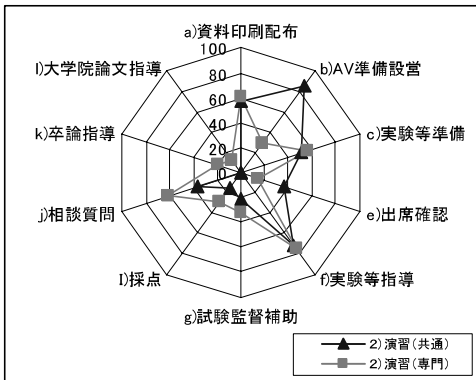 a)資料印刷配布
b)AV準備設営
c)実験等準備
e)出席確認
f)実験等指導
g)試験監督補助
I)採点
j)相談質問
k)卒論指導
l)大学院論文指導
100
80
60
40
20
0
2)演習(共通)
2)演習(専門)